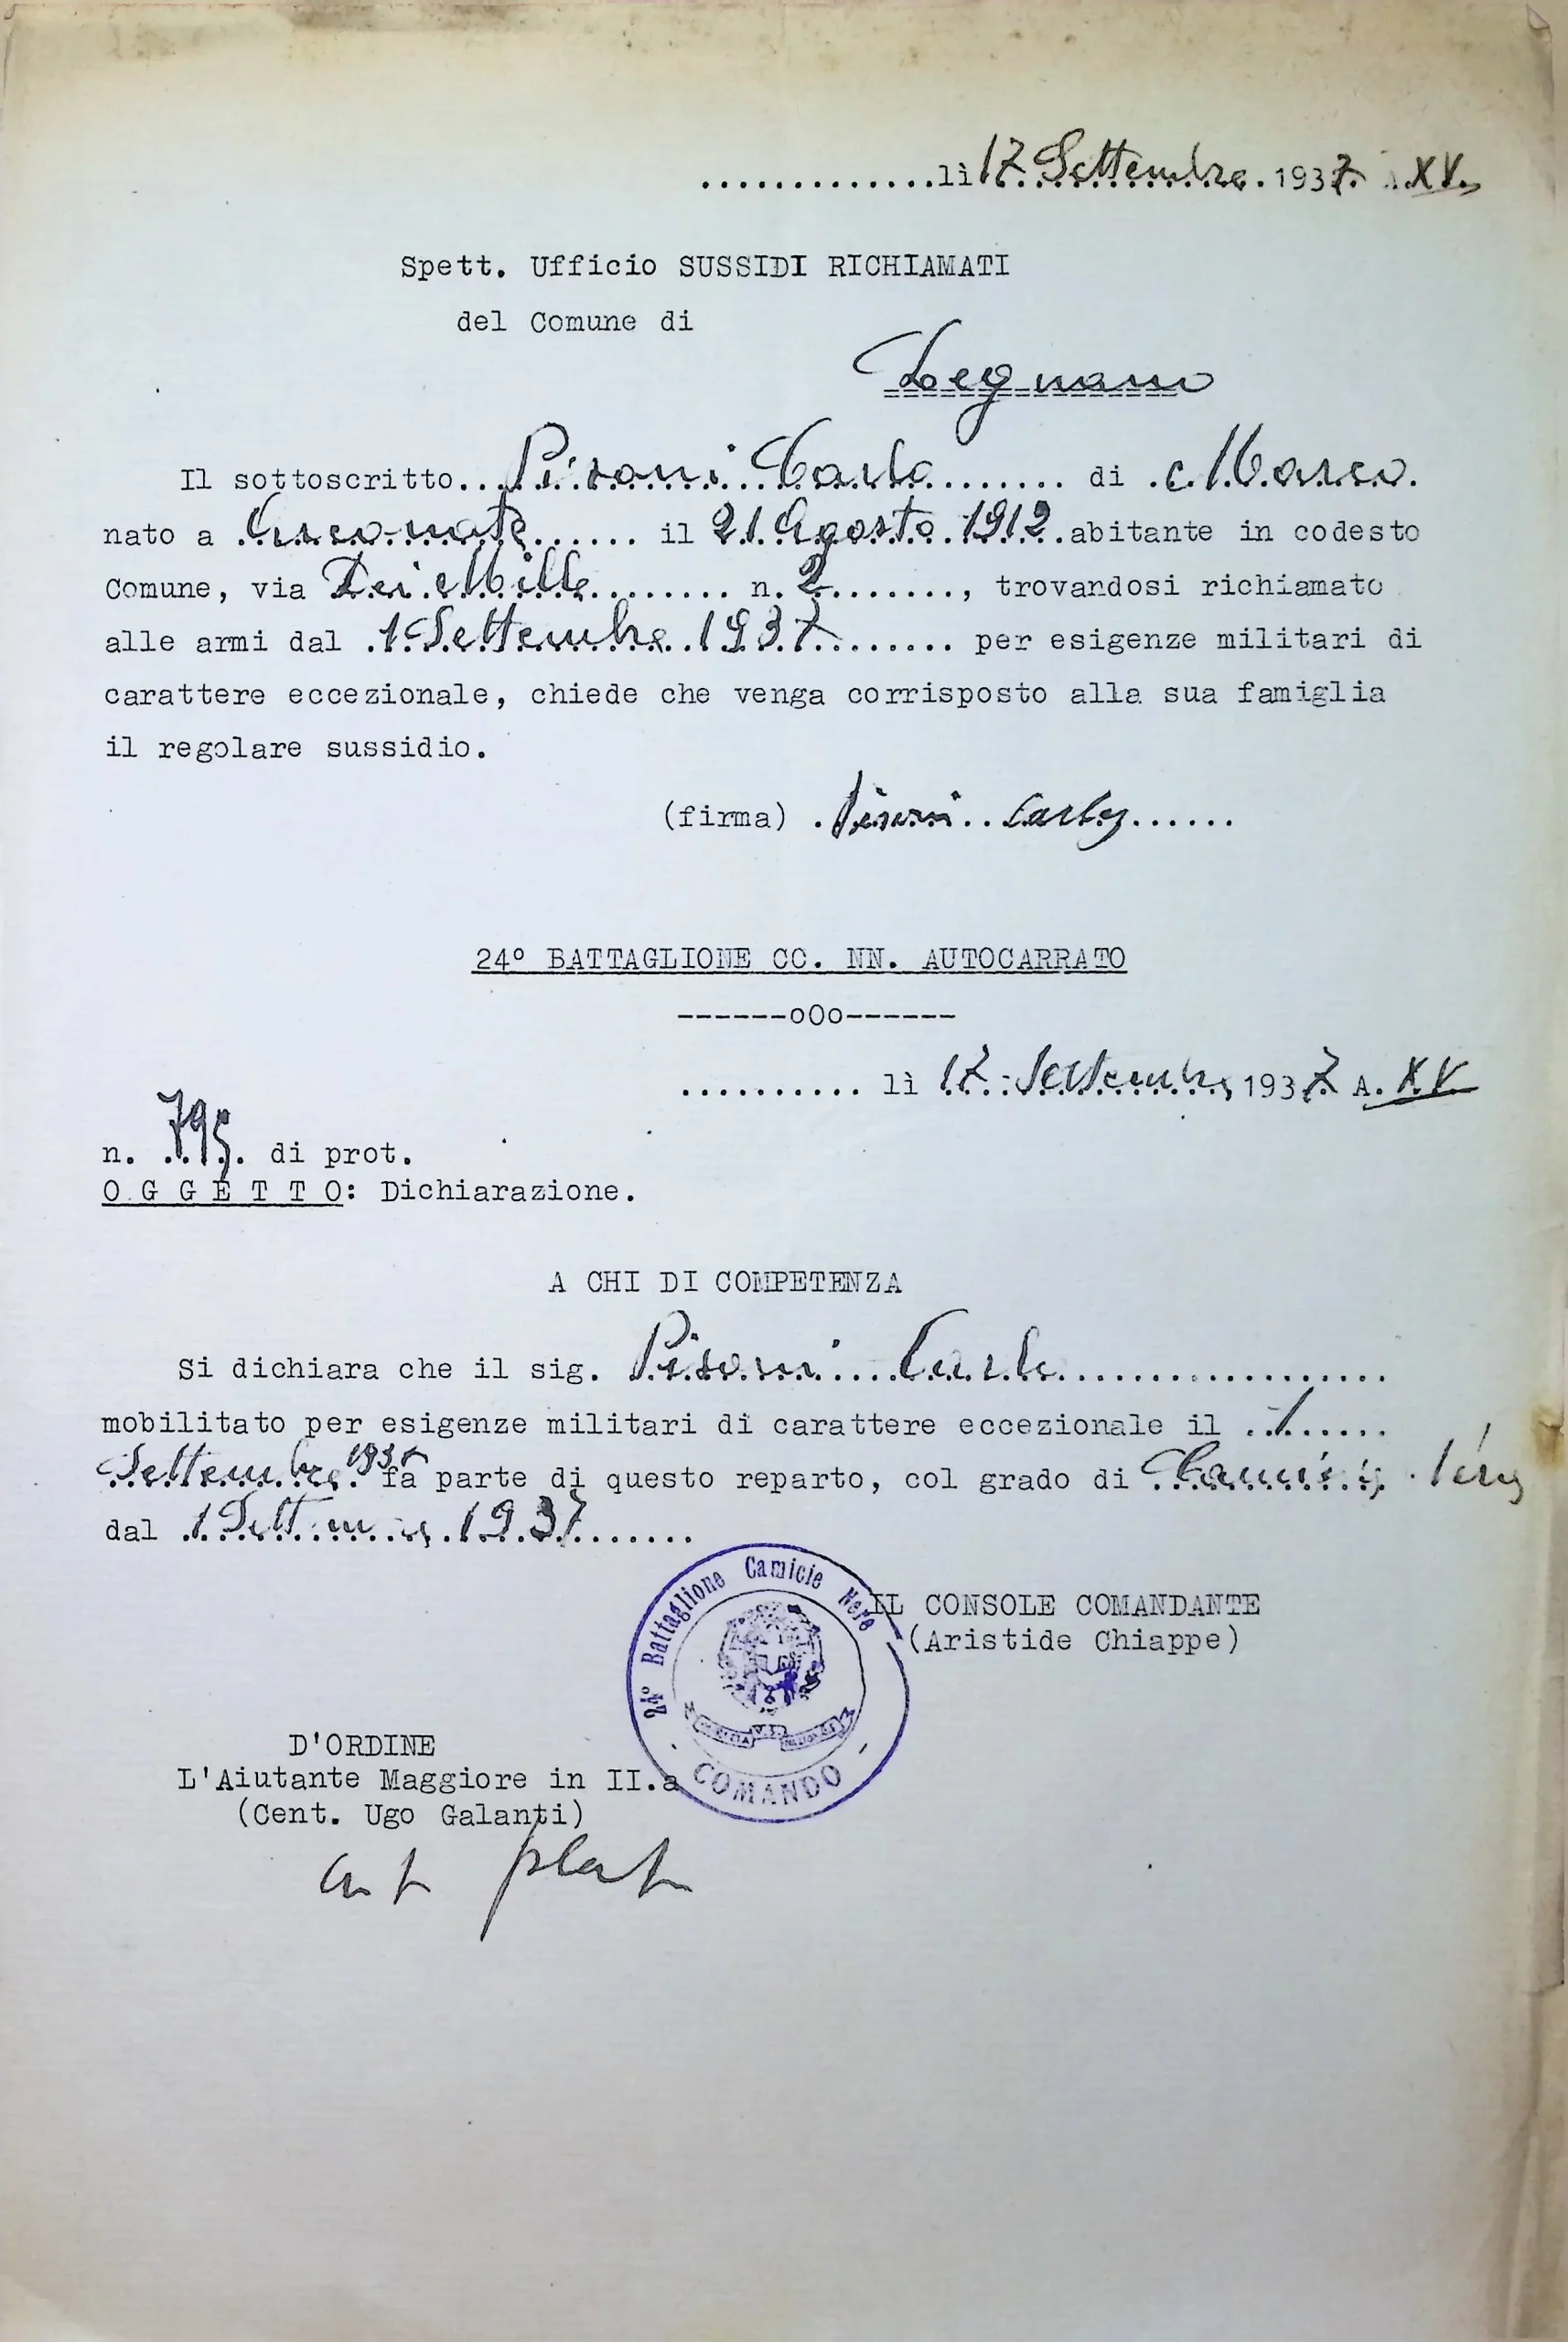 .............lì 17 Settembre 1937 A.XV.
Spett. Ufficio SUSSIDI RICHIAMATI
del Comune di
Legnano
Il sottoscritto... Pisoni Carlo ........ di Marco
nato a Arconate ...... il 21 Agosto 1912 abitante in codesto
Comune, via Dei Mille ........ n. 2 ......., trovandosi richiamato
alle armi dal 1 Settembre 1937 ........ per esigenze militari di
carattere eccezionale, chiede che venga corrisposto alla sua famiglia
il regolare sussidio.
(firma) . Pisoni .. Carlo ......
24° BATTAGLIONE CC. NN. AUTOCARRATO
------oOo------
.......... lì 17 Settembre 1937 A. XV
n. 795. di prot.
O G G E T T O: Dichiarazione.
A CHI DI COMPETENZA
Si dichiara che il sig. Pisoni .... Carlo ..................
mobilitato per esigenze militari di carattere eccezionale il ..1......
Settembre 1937 fa parte di questo reparto, col grado di Camicia Nera
dal 1 Settembre 1937 .......
24° Battaglione Camicie Nere
IL CONSOLE COMANDANTE
(Aristide Chiappe)
D'ORDINE
L'Aiutante Maggiore in II.a
COMANDO
(Cent. Ugo Galanti)